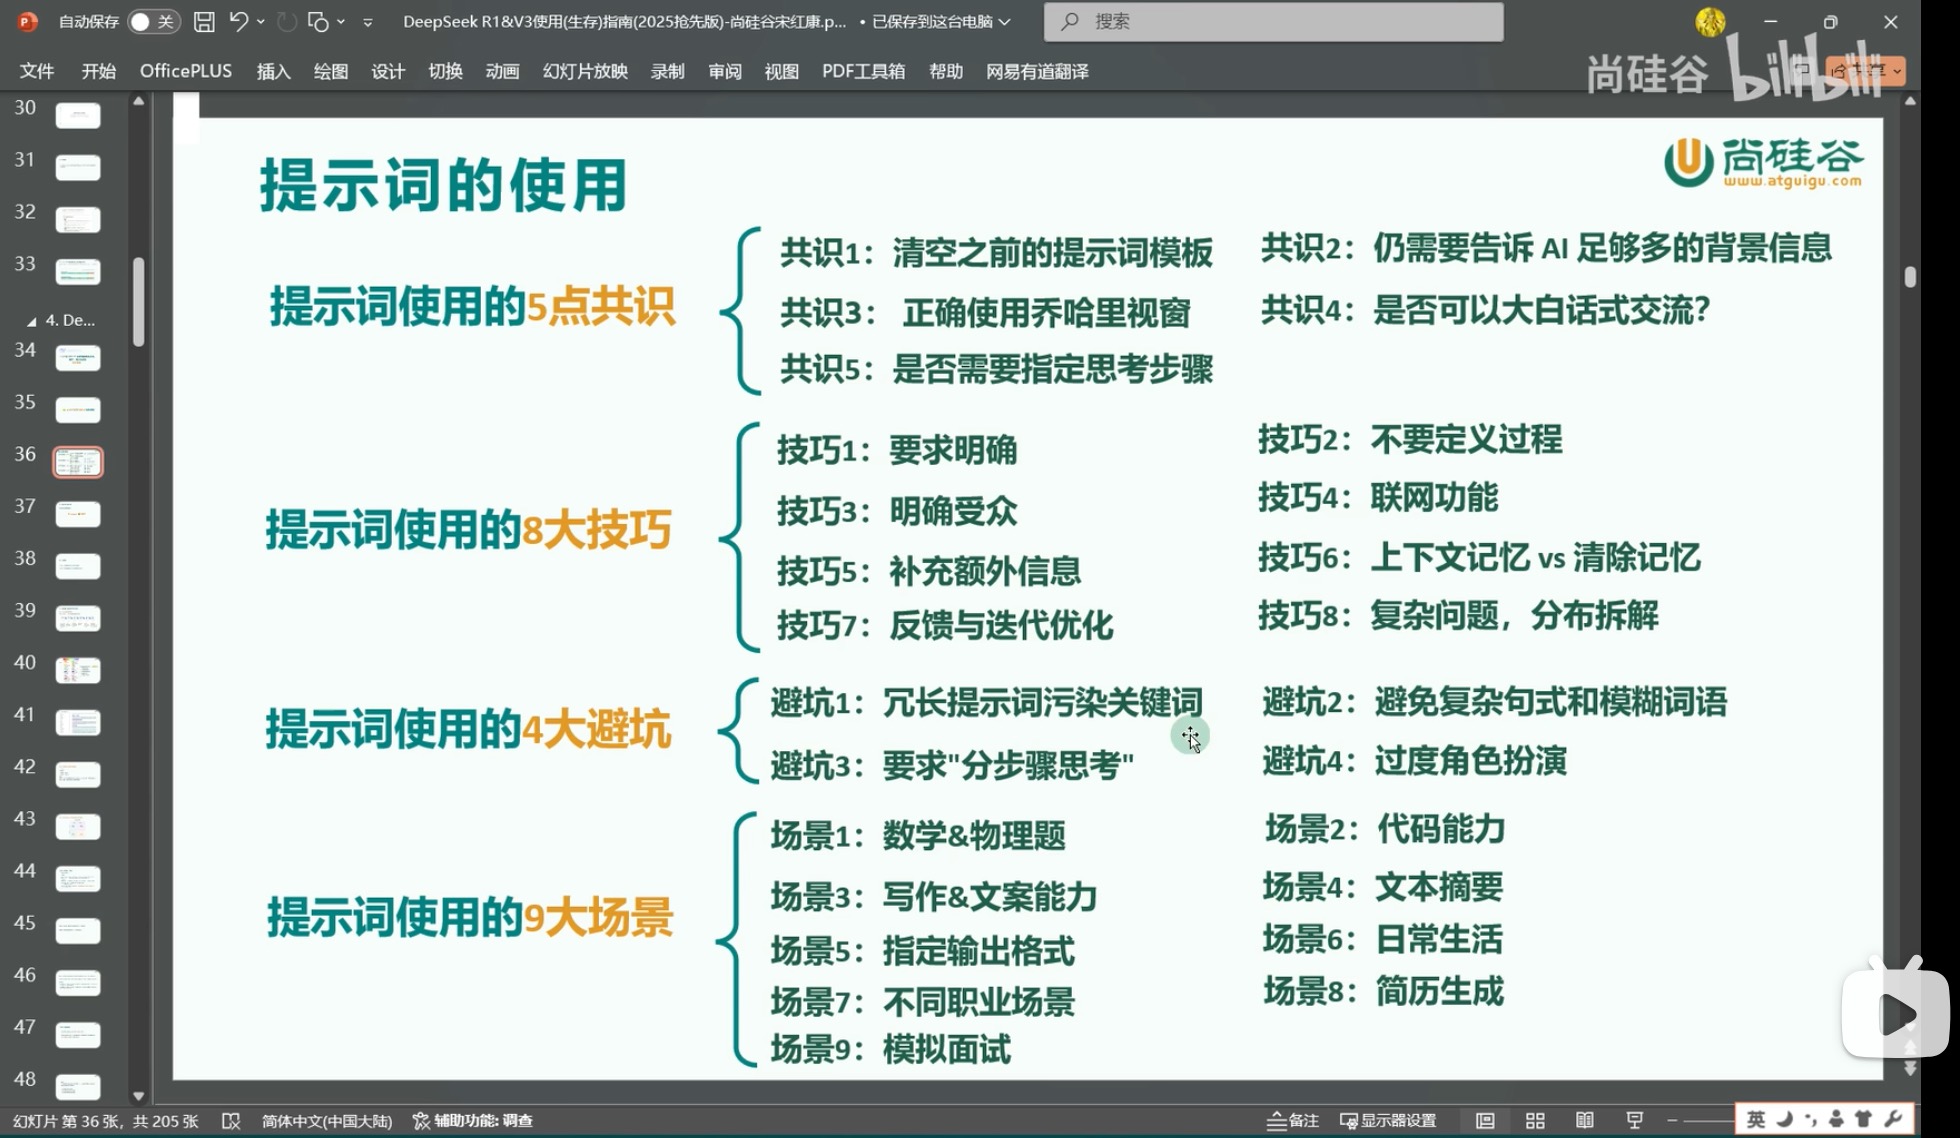 自动保存 关 DeepSeek R1&V3使用(生存)指南(2025抢先版)-尚硅谷宋红康.p... • 已保存到这台电脑 搜索
文件 开始 OfficePLUS 插入 绘图 设计 切换 动画 幻灯片放映 录制 审阅 视图 PDF工具箱 帮助 网易有道翻译 共享
尚硅谷 bilibili
30
31
32
33
4. De...
34
35
36
37
38
39
40
41
42
43
44
45
46
47
48
提示词的使用
尚硅谷
www.atguigu.com
提示词使用的5点共识
共识1：清空之前的提示词模板
共识2：仍需要告诉 AI 足够多的背景信息
共识3： 正确使用乔哈里视窗
共识4：是否可以大白话式交流？
共识5：是否需要指定思考步骤
提示词使用的8大技巧
技巧1：要求明确
技巧2：不要定义过程
技巧3：明确受众
技巧4：联网功能
技巧5：补充额外信息
技巧6：上下文记忆 vs 清除记忆
技巧7：反馈与迭代优化
技巧8：复杂问题，分布拆解
提示词使用的4大避坑
避坑1：冗长提示词污染关键词
避坑2：避免复杂句式和模糊词语
避坑3：要求"分步骤思考"
避坑4：过度角色扮演
提示词使用的9大场景
场景1：数学&物理题
场景2：代码能力
场景3：写作&文案能力
场景4：文本摘要
场景5：指定输出格式
场景6：日常生活
场景7：不同职业场景
场景8：简历生成
场景9：模拟面试
幻灯片 第 36 张，共 205 张 简体中文(中国大陆) 辅助功能: 调查 备注 显示器设置 英